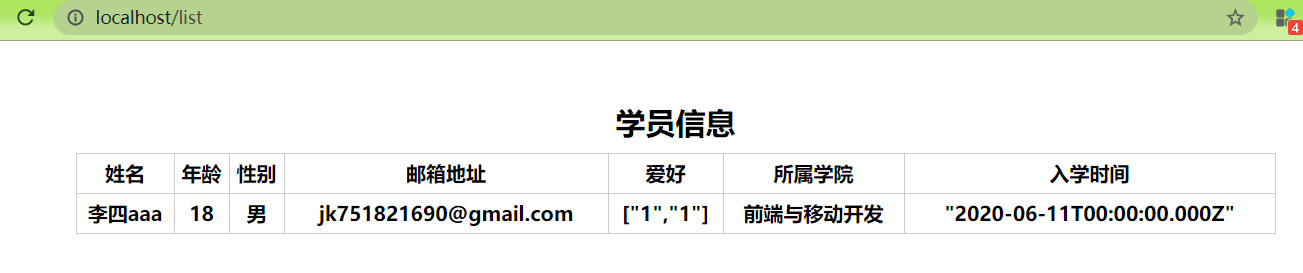 localhost/list
4
学员信息
姓名 年龄 性别 邮箱地址 爱好 所属学院 入学时间
李四aaa 18 男 jk751821690@gmail.com ["1","1"] 前端与移动开发 "2020-06-11T00:00:00.000Z"